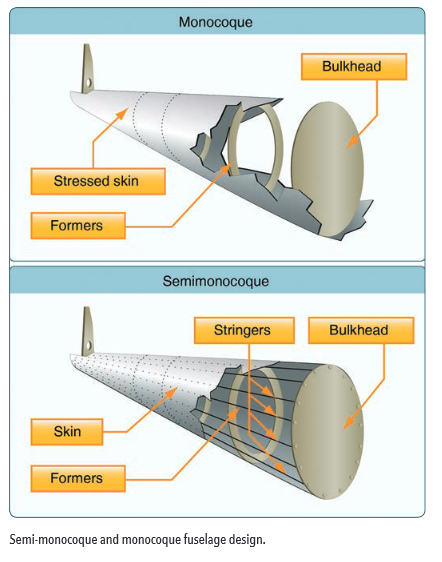 Monocoque
Bulkhead
Stressed skin
Formers
Semimonocoque
Stringers
Bulkhead
Skin
Formers
Semi-monocoque and monocoque fuselage design.